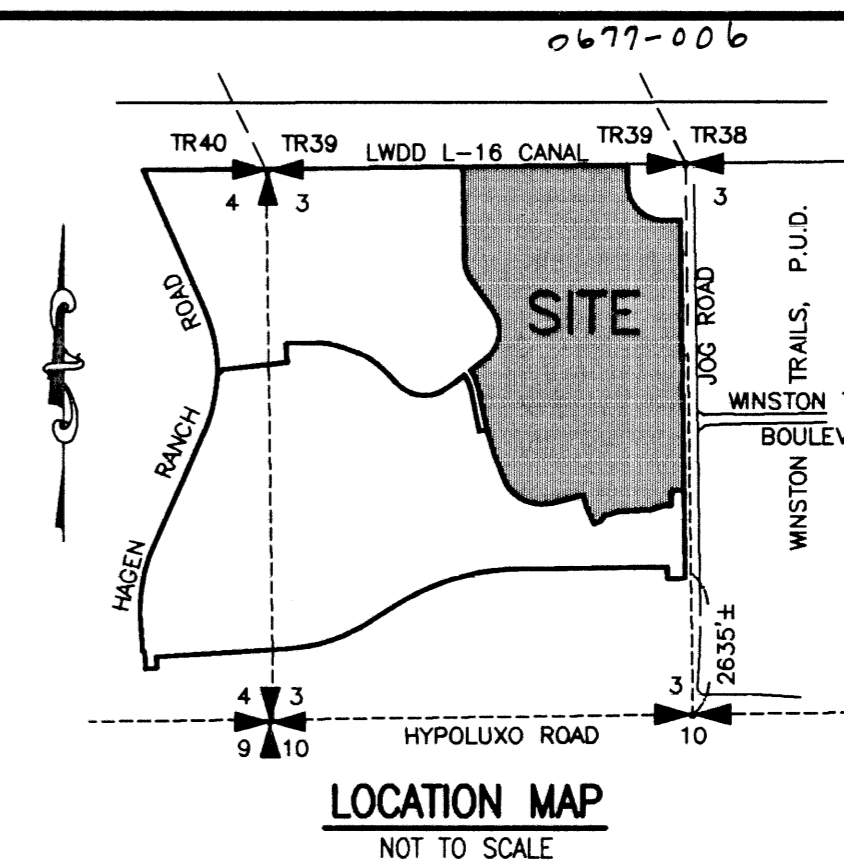 0677-006
TR40 TR39 LWDD L-16 CANAL TR39 TR38
4 3 3
ROAD
SITE
JOG ROAD
WINSTON TRAILS, P.U.D.
WINSTON
BOULEV
HAGEN RANCH
2635'±
4 3 3
9 10 HYPOLUXO ROAD 10
LOCATION MAP
NOT TO SCALE